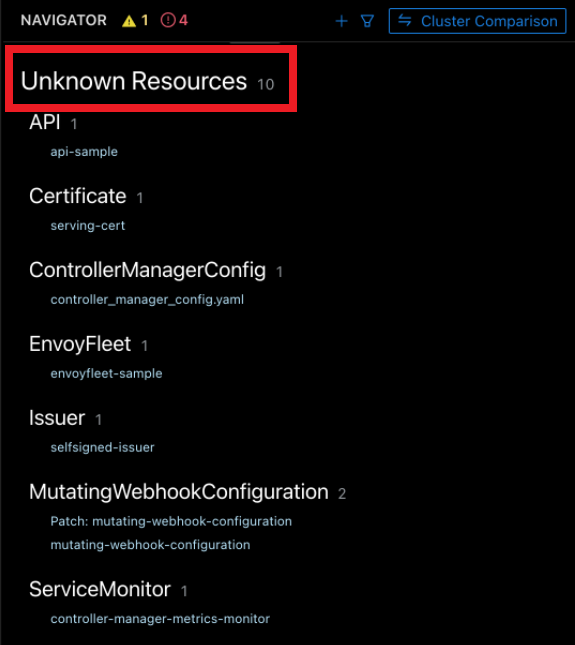 NAVIGATOR 1 4 Cluster Comparison
Unknown Resources 10
API 1
api-sample
Certificate 1
serving-cert
ControllerManagerConfig 1
controller_manager_config.yaml
EnvoyFleet 1
envoyfleet-sample
Issuer 1
selfsigned-issuer
MutatingWebhookConfiguration 2
Patch: mutating-webhook-configuration
mutating-webhook-configuration
ServiceMonitor 1
controller-manager-metrics-monitor